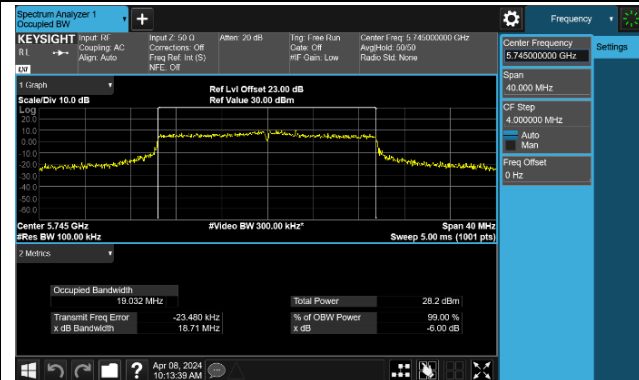 Spectrum Analyzer 1
Occupied BW
Frequency
KEYSIGHT
Input: RF
Coupling: AC
Align: Auto
Input Z: 50 Ω
Corrections: Off
Freq Ref: Int (S)
NFE: Off
Atten: 20 dB
Trig: Free Run
Gate: Off
#IF Gain: Low
Center Freq: 5.745000000 GHz
Avg|Hold: 50/50
Radio Std: None
Center Frequency
5.745000000 GHz
Settings
Span
40.000 MHz
CF Step
4.000000 MHz
Auto
Man
Freq Offset
0 Hz
1 Graph
Scale/Div 10.0 dB
Ref Lvl Offset 23.00 dB
Ref Value 30.00 dBm
Log
20.0
10.0
0.00
-10.0
-20.0
-30.0
-40.0
-50.0
-60.0
Center 5.745 GHz
#Res BW 100.00 kHz
#Video BW 300.00 kHz*
Span 40 MHz
Sweep 5.00 ms (1001 pts)
2 Metrics
Occupied Bandwidth
19.032 MHz
Total Power 28.2 dBm
Transmit Freq Error -23.480 kHz
% of OBW Power 99.00 %
x dB Bandwidth 18.71 MHz
x dB -6.00 dB
Apr 08, 2024
10:13:39 AM